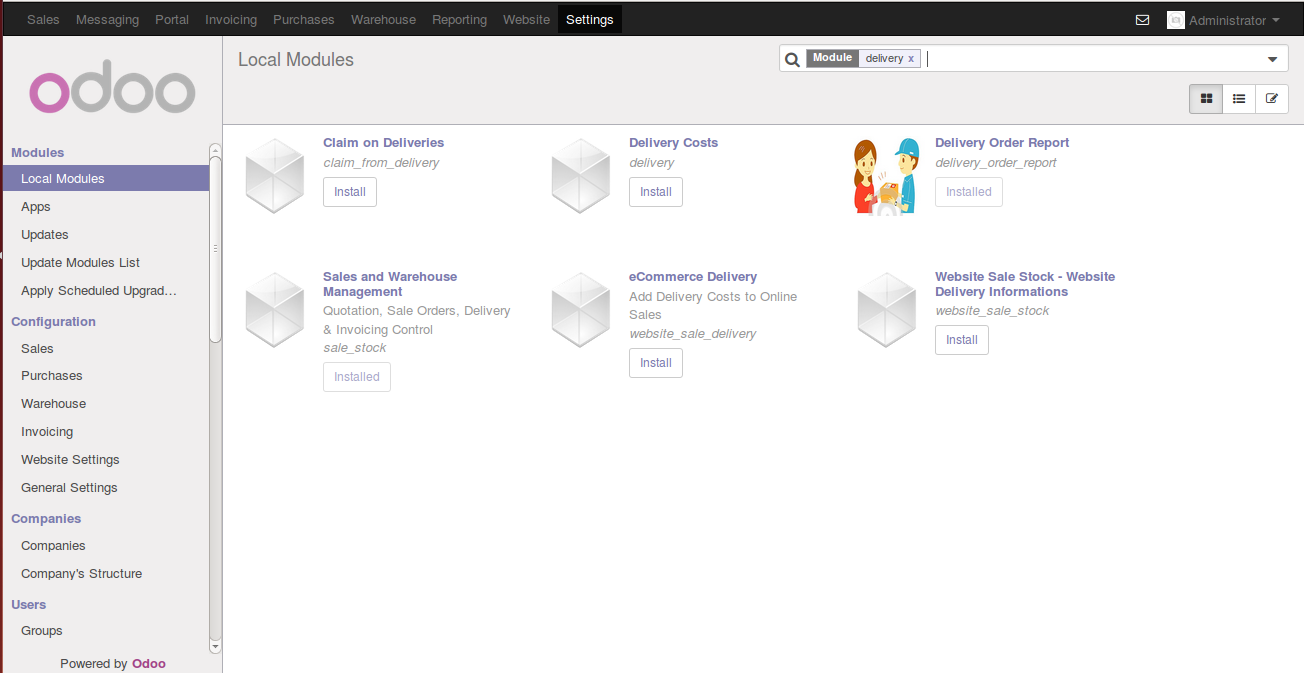 Sales Messaging Portal Invoicing Purchases Warehouse Reporting Website Settings Administrator
odoo
Modules
Local Modules
Apps
Updates
Update Modules List
Apply Scheduled Upgrad...
Configuration
Sales
Purchases
Warehouse
Invoicing
Website Settings
General Settings
Companies
Companies
Company's Structure
Users
Groups
Powered by Odoo
Local Modules
Module delivery x
Claim on Deliveries
claim_from_delivery
Install
Delivery Costs
delivery
Install
Delivery Order Report
delivery_order_report
Installed
Sales and Warehouse
Management
Quotation, Sale Orders, Delivery
& Invoicing Control
sale_stock
Installed
eCommerce Delivery
Add Delivery Costs to Online
Sales
website_sale_delivery
Install
Website Sale Stock - Website
Delivery Informations
website_sale_stock
Install